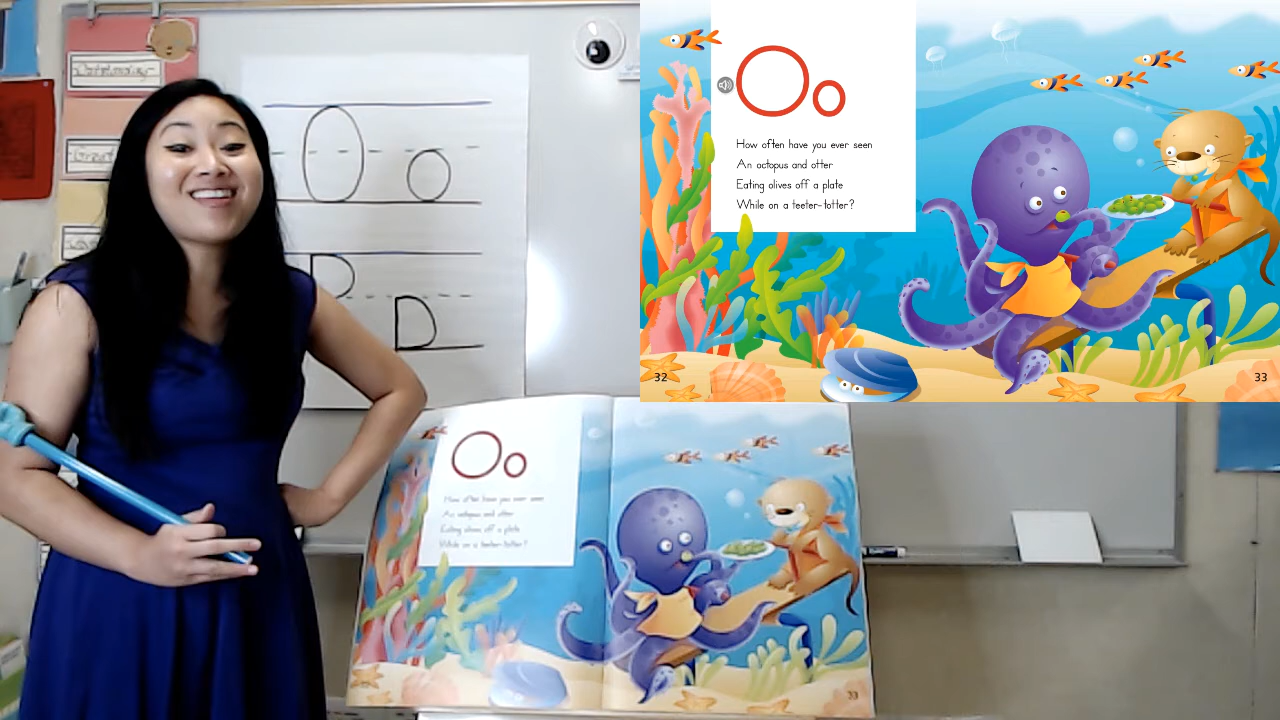 Oo
How often have you ever seen
An octopus and otter
Eating olives off a plate
While on a teeter-totter?
32
33
Oo
D
D
Oo
How often have you ever seen
An octopus and otter
Eating olives off a plate
While on a teeter-totter?
33